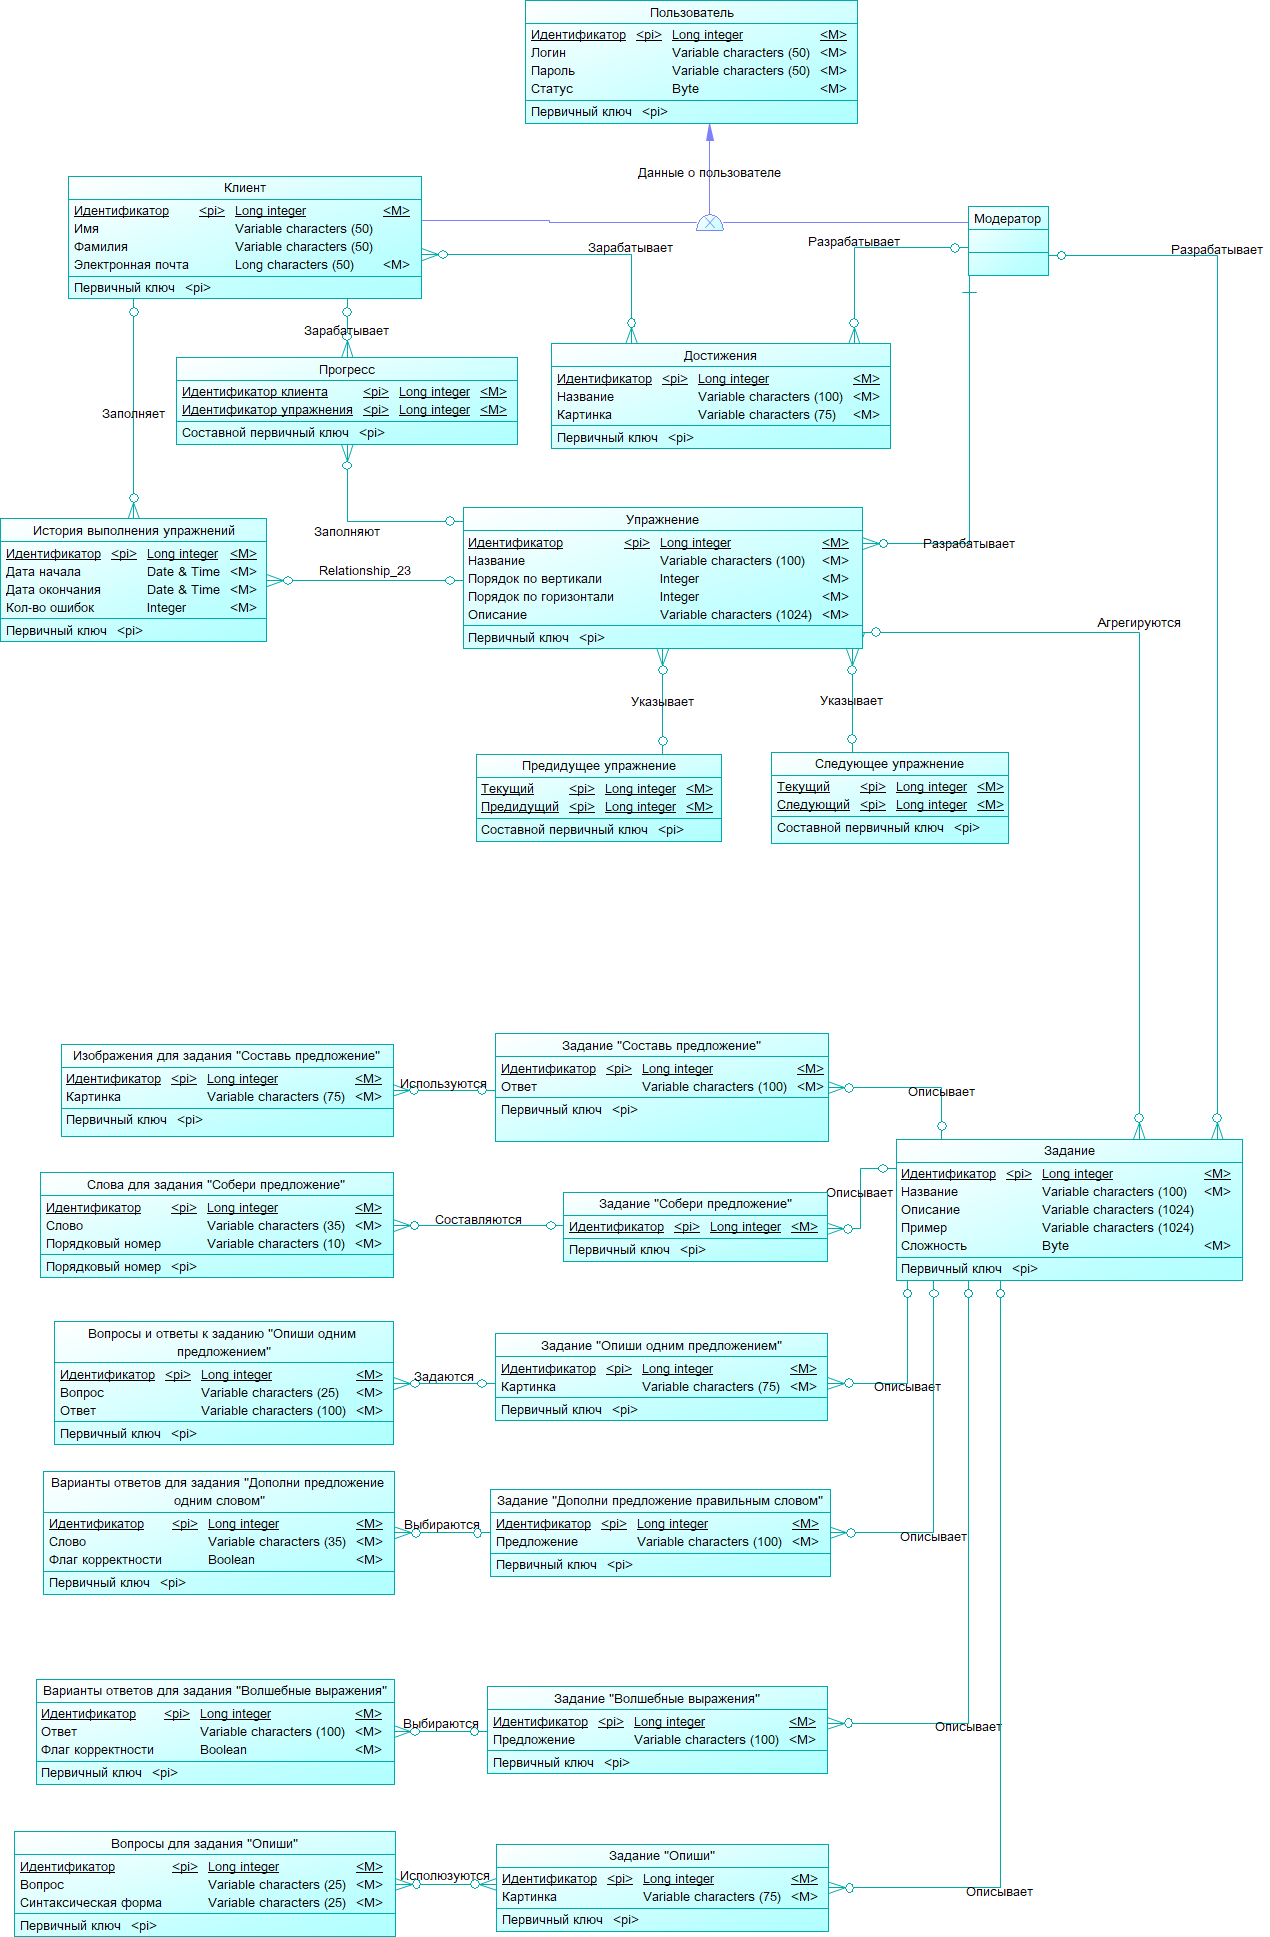 Пользователь
Идентификатор <pi> Long integer <M>
Логин Variable characters (50) <M>
Пароль Variable characters (50) <M>
Статус Byte <M>
Первичный ключ <pi>
Данные о пользователе
Клиент
Идентификатор <pi> Long integer <M>
Имя Variable characters (50)
Фамилия Variable characters (50)
Электронная почта Long characters (50) <M>
Первичный ключ <pi>
Модератор
Зарабатывает
Разрабатывает
Разрабатывает
Зарабатывает
Прогресс
Идентификатор клиента <pi> Long integer <M>
Идентификатор упражнения <pi> Long integer <M>
Составной первичный ключ <pi>
Достижения
Идентификатор <pi> Long integer <M>
Название Variable characters (100) <M>
Картинка Variable characters (75) <M>
Первичный ключ <pi>
Заполняет
Заполняют
История выполнения упражнений
Идентификатор <pi> Long integer <M>
Дата начала Date & Time <M>
Дата окончания Date & Time <M>
Кол-во ошибок Integer <M>
Первичный ключ <pi>
Relationship_23
Упражнение
Идентификатор <pi> Long integer <M>
Название Variable characters (100) <M>
Порядок по вертикали Integer <M>
Порядок по горизонтали Integer <M>
Описание Variable characters (1024) <M>
Первичный ключ <pi>
Разрабатывает
Агрегируются
Указывает
Указывает
Предидущее упражнение
Текущий <pi> Long integer <M>
Предидущий <pi> Long integer <M>
Составной первичный ключ <pi>
Следующее упражнение
Текущий <pi> Long integer <M>
Следующий <pi> Long integer <M>
Составной первичный ключ <pi>
Изображения для задания "Составь предложение"
Идентификатор <pi> Long integer <M>
Картинка Variable characters (75) <M>
Первичный ключ <pi>
Используются
Задание "Составь предложение"
Идентификатор <pi> Long integer <M>
Ответ Variable characters (100) <M>
Первичный ключ <pi>
Описывает
Задание
Идентификатор <pi> Long integer <M>
Название Variable characters (100) <M>
Описание Variable characters (1024)
Пример Variable characters (1024)
Сложность Byte <M>
Первичный ключ <pi>
Слова для задания "Собери предложение"
Идентификатор <pi> Long integer <M>
Слово Variable characters (35) <M>
Порядковый номер Variable characters (10) <M>
Порядковый номер <pi>
Составляются
Задание "Собери предложение"
Идентификатор <pi> Long integer <M>
Первичный ключ <pi>
Описывает
Вопросы и ответы к заданию "Опиши одним
предложением"
Идентификатор <pi> Long integer <M>
Вопрос Variable characters (25) <M>
Ответ Variable characters (100) <M>
Первичный ключ <pi>
Задаются
Задание "Опиши одним предложением"
Идентификатор <pi> Long integer <M>
Картинка Variable characters (75) <M>
Первичный ключ <pi>
Описывает
Варианты ответов для задания "Дополни предложение
одним словом"
Идентификатор <pi> Long integer <M>
Слово Variable characters (35) <M>
Флаг корректности Boolean <M>
Первичный ключ <pi>
Выбираются
Задание "Дополни предложение правильным словом"
Идентификатор <pi> Long integer <M>
Предложение Variable characters (100) <M>
Первичный ключ <pi>
Описывает
Варианты ответов для задания "Волшебные выражения"
Идентификатор <pi> Long integer <M>
Ответ Variable characters (100) <M>
Флаг корректности Boolean <M>
Первичный ключ <pi>
Выбираются
Задание "Волшебные выражения"
Идентификатор <pi> Long integer <M>
Предложение Variable characters (100) <M>
Первичный ключ <pi>
Описывает
Вопросы для задания "Опиши"
Идентификатор <pi> Long integer <M>
Вопрос Variable characters (25) <M>
Синтаксическая форма Variable characters (25) <M>
Первичный ключ <pi>
Исползуются
Задание "Опиши"
Идентификатор <pi> Long integer <M>
Картинка Variable characters (75) <M>
Первичный ключ <pi>
Описывает